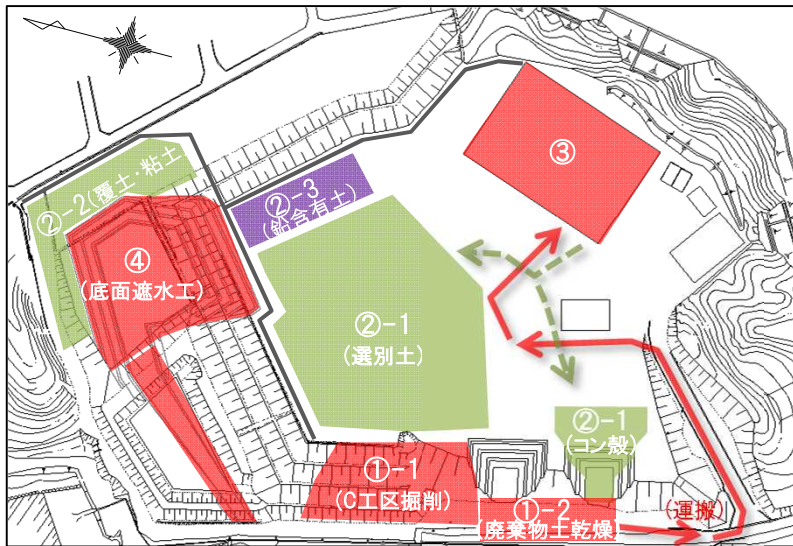 ③
②-2(覆土・粘土)
②-3
(鉛含有土)
④
(底面遮水工)
②-1
(選別土)
②-1
(コン殻)
①-1
(C工区掘削)
①-2
(廃棄物土乾燥)
(運搬)